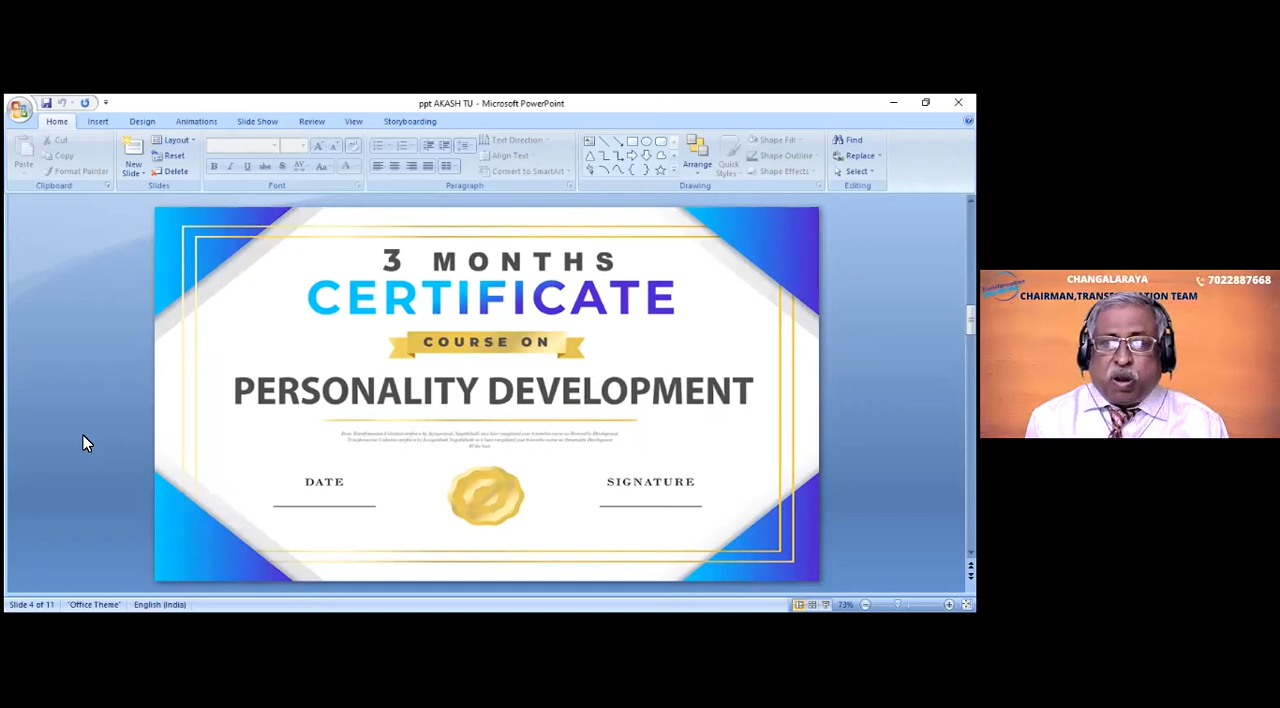 ppt AKASH TU - Microsoft PowerPoint
Home Insert Design Animations Slide Show Review View Storyboarding
Paste
Cut
Copy
Format Painter
Clipboard
New
Slide
Layout
Reset
Delete
Slides
Font
Text Direction
Align Text
Convert to SmartArt
Paragraph
Arrange
Quick
Styles
Shape Fill
Shape Outline
Shape Effects
Drawing
Find
Replace
Select
Editing
3 MONTHS
CERTIFICATE
COURSE ON
PERSONALITY DEVELOPMENT
DATE
SIGNATURE
CHANGALARAYA 7022887668
CHAIRMAN, TEAM
Slide 4 of 11 "Office Theme" English (India) 73%